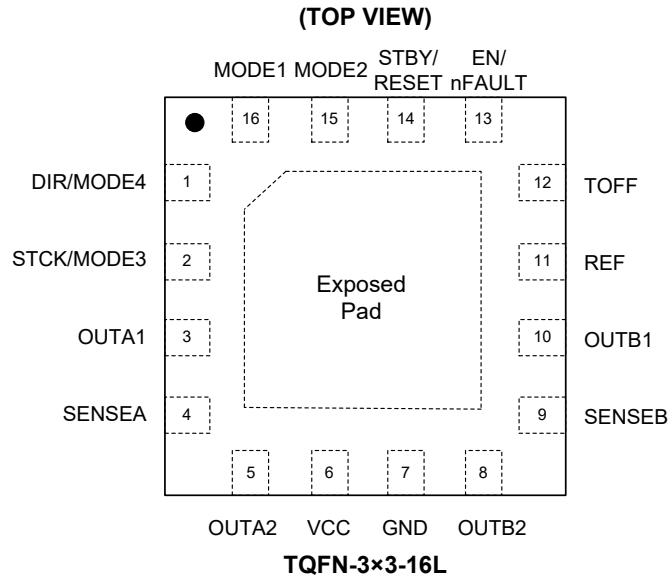 (TOP VIEW)
STBY/ EN/
MODE1 MODE2 RESET nFAULT
16 15 14 13
DIR/MODE4 1 12 TOFF
STCK/MODE3 2 11 REF
Exposed
Pad
OUTA1 3 10 OUTB1
SENSEA 4 9 SENSEB
5 6 7 8
OUTA2 VCC GND OUTB2
TQFN-3×3-16L